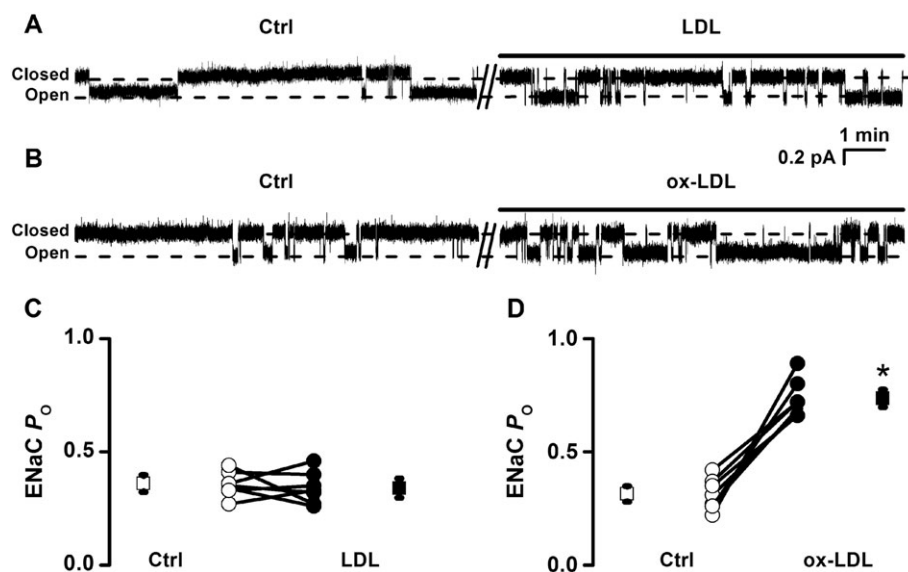 A
Ctrl
LDL
Closed
Open
1 min
0.2 pA
B
Ctrl
ox-LDL
Closed
Open
C
1.0
0.5
0.0
ENaC PO
Ctrl
LDL
D
1.0
0.5
0.0
ENaC PO
*
Ctrl
ox-LDL